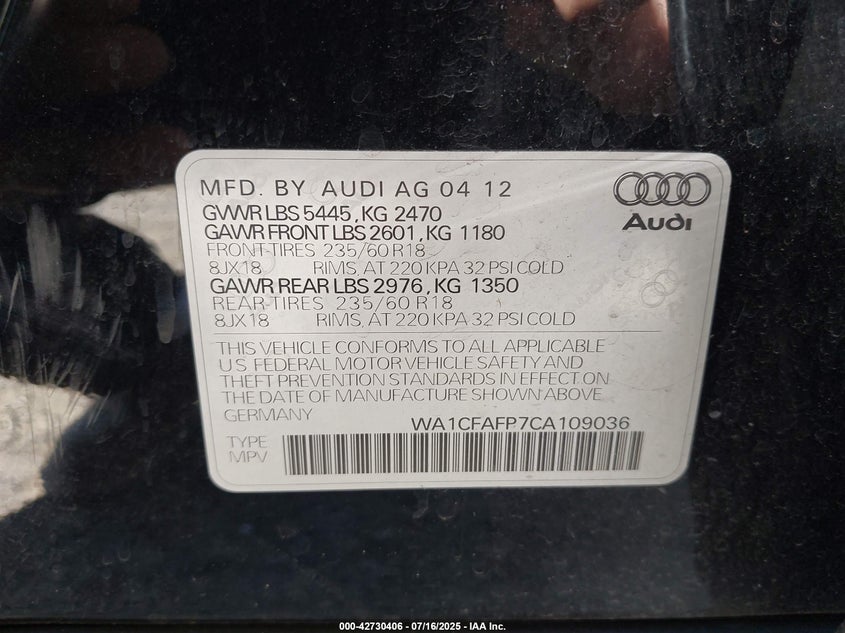 MFD. BY AUDI AG 04 12
GVWR LBS 5445, KG 2470
GAWR FRONT LBS 2601, KG 1180
FRONT-TIRES 235/60 R18
8JX18 RIMS, AT 220 KPA 32 PSI COLD
GAWR REAR LBS 2976, KG 1350
REAR-TIRES 235/60 R18
8JX18 RIMS, AT 220 KPA 32 PSI COLD
Audi
THIS VEHICLE CONFORMS TO ALL APPLICABLE
U.S. FEDERAL MOTOR VEHICLE SAFETY AND
THEFT PREVENTION STANDARDS IN EFFECT ON
THE DATE OF MANUFACTURE SHOWN ABOVE.
GERMANY
WA1CFAFP7CA109036
TYPE
MPV
000-42730406 - 07/16/2025 - IAA Inc.